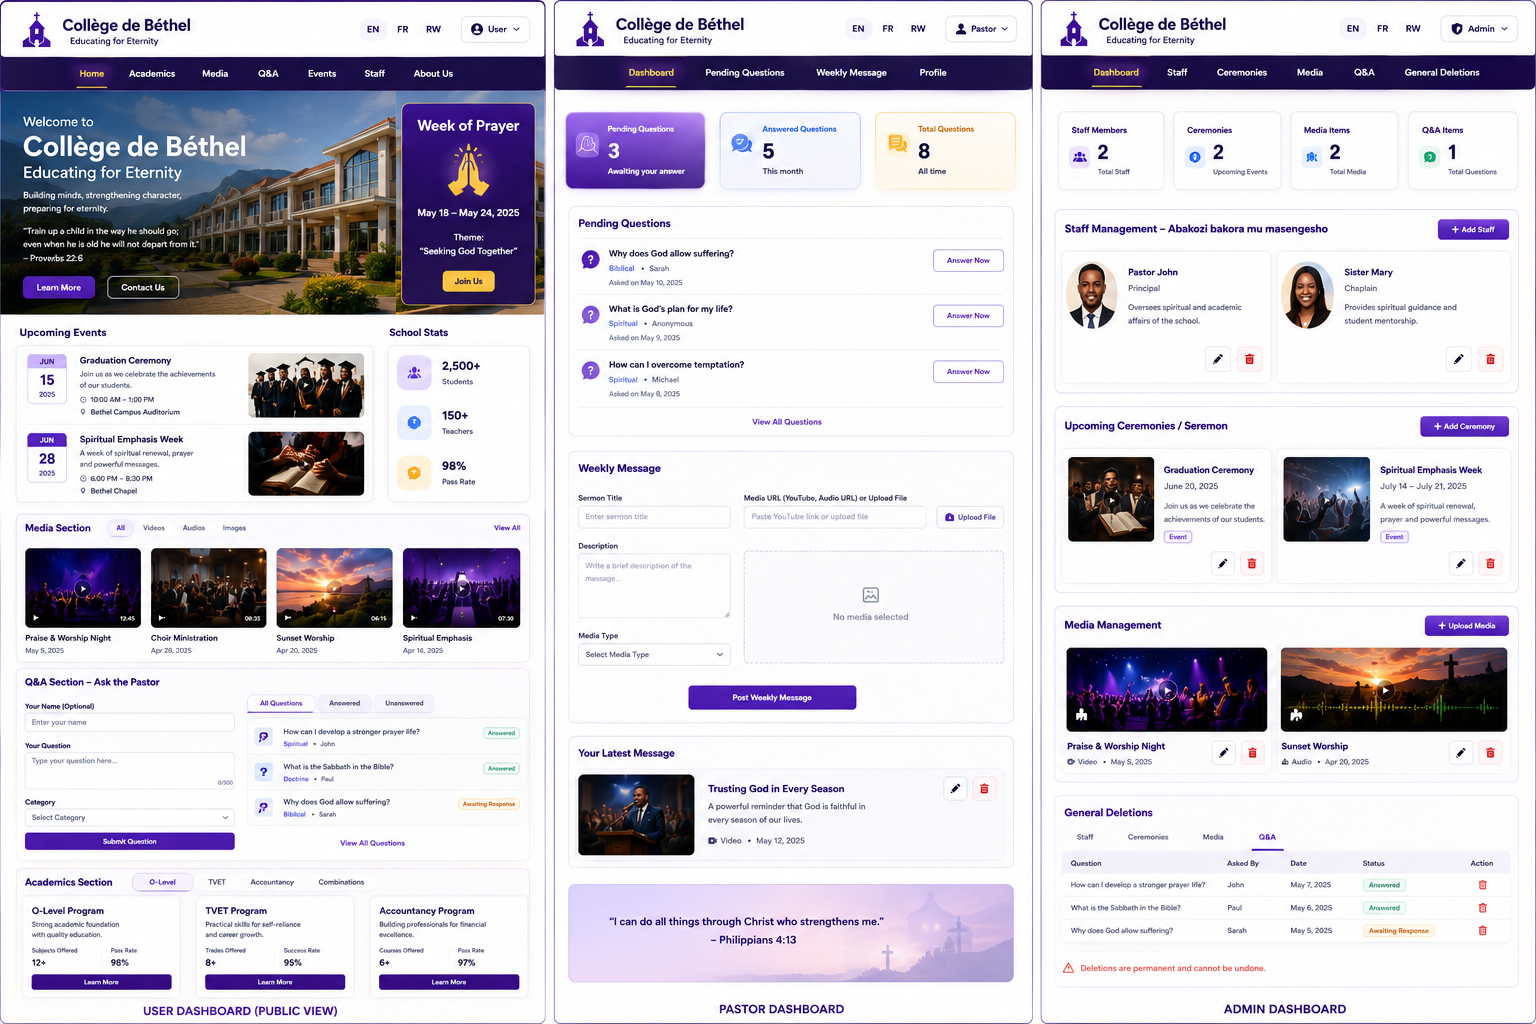 Collège de Béthel
Educating for Eternity
EN FR RW
User
Home Academics Media Q&A Events Staff About Us
Welcome to
Collège de Béthel
Educating for Eternity
Building minds, strengthening character,
preparing for eternity.
"Train up a child in the way he should go;
even when he is old he will not depart from it."
– Proverbs 22:6
Learn More Contact Us
Week of Prayer
May 18 – May 24, 2025
Theme:
"Seeking God Together"
Join Us
Upcoming Events
JUN
15
2025
Graduation Ceremony
Join us as we celebrate the achievements
of our students.
10:00 AM – 1:00 PM
Bethel Campus Auditorium
JUN
28
2025
Spiritual Emphasis Week
A week of spiritual renewal, prayer
and powerful messages.
6:00 PM – 8:30 PM
Bethel Chapel
School Stats
2,500+
Students
150+
Teachers
98%
Pass Rate
Media Section All Videos Audios Images View All
12:45
08:35
06:15
07:30
Praise & Worship Night
May 5, 2025
Choir Ministration
Apr 28, 2025
Sunset Worship
Apr 20, 2025
Spiritual Emphasis
Apr 14, 2025
Q&A Section – Ask the Pastor
Your Name (Optional)
Enter your name
Your Question
Type your question here...
0/500
Category
Select Category
Submit Question
All Questions Answered Unanswered
How can I develop a stronger prayer life?
Spiritual • John
Answered
What is the Sabbath in the Bible?
Doctrine • Paul
Answered
Why does God allow suffering?
Biblical • Sarah
Awaiting Response
View All Questions
Academics Section O-Level TVET Accountancy Combinations
O-Level Program
Strong academic foundation
with quality education.
Subjects Offered Pass Rate
12+ 98%
Learn More
TVET Program
Practical skills for self-reliance
and career growth.
Trades Offered Success Rate
8+ 95%
Learn More
Accountancy Program
Building professionals for financial
excellence.
Courses Offered Pass Rate
6+ 97%
Learn More
USER DASHBOARD (PUBLIC VIEW)
Collège de Béthel
Educating for Eternity
EN FR RW
Pastor
Dashboard Pending Questions Weekly Message Profile
Pending Questions
3
Awaiting your answer
Answered Questions
5
This month
Total Questions
8
All time
Pending Questions
Why does God allow suffering?
Biblical • Sarah
Asked on May 10, 2025
Answer Now
What is God's plan for my life?
Spiritual • Anonymous
Asked on May 9, 2025
Answer Now
How can I overcome temptation?
Spiritual • Michael
Asked on May 8, 2025
Answer Now
View All Questions
Weekly Message
Sermon Title
Enter sermon title
Media URL (YouTube, Audio URL) or Upload File
Paste YouTube link or upload file
Upload File
Description
Write a brief description of the
message...
No media selected
Media Type
Select Media Type
Post Weekly Message
Your Latest Message
Trusting God in Every Season
A powerful reminder that God is faithful in
every season of our lives.
Video • May 12, 2025
"I can do all things through Christ who strengthens me."
– Philippians 4:13
PASTOR DASHBOARD
Collège de Béthel
Educating for Eternity
EN FR RW
Admin
Dashboard Staff Ceremonies Media Q&A General Deletions
Staff Members
2
Total Staff
Ceremonies
2
Upcoming Events
Media Items
2
Total Media
Q&A Items
1
Total Questions
Staff Management – Abakozi bakora mu masengesho
+ Add Staff
Pastor John
Principal
Oversees spiritual and academic
affairs of the school.
Sister Mary
Chaplain
Provides spiritual guidance and
student mentorship.
Upcoming Ceremonies / Seremon
+ Add Ceremony
Graduation Ceremony
June 20, 2025
Join us as we celebrate the
achievements of our students.
Event
Spiritual Emphasis Week
July 14 – July 21, 2025
A week of spiritual renewal,
prayer and powerful messages.
Event
Media Management
+ Upload Media
Praise & Worship Night
Video • May 5, 2025
Sunset Worship
Audio • Apr 20, 2025
General Deletions
Staff Ceremonies Media Q&A
Question Asked By Date Status Action
How can I develop a stronger prayer life? John May 7, 2025 Answered
What is the Sabbath in the Bible? Paul May 6, 2025 Answered
Why does God allow suffering? Sarah May 5, 2025 Awaiting Response
Deletions are permanent and cannot be undone.
ADMIN DASHBOARD